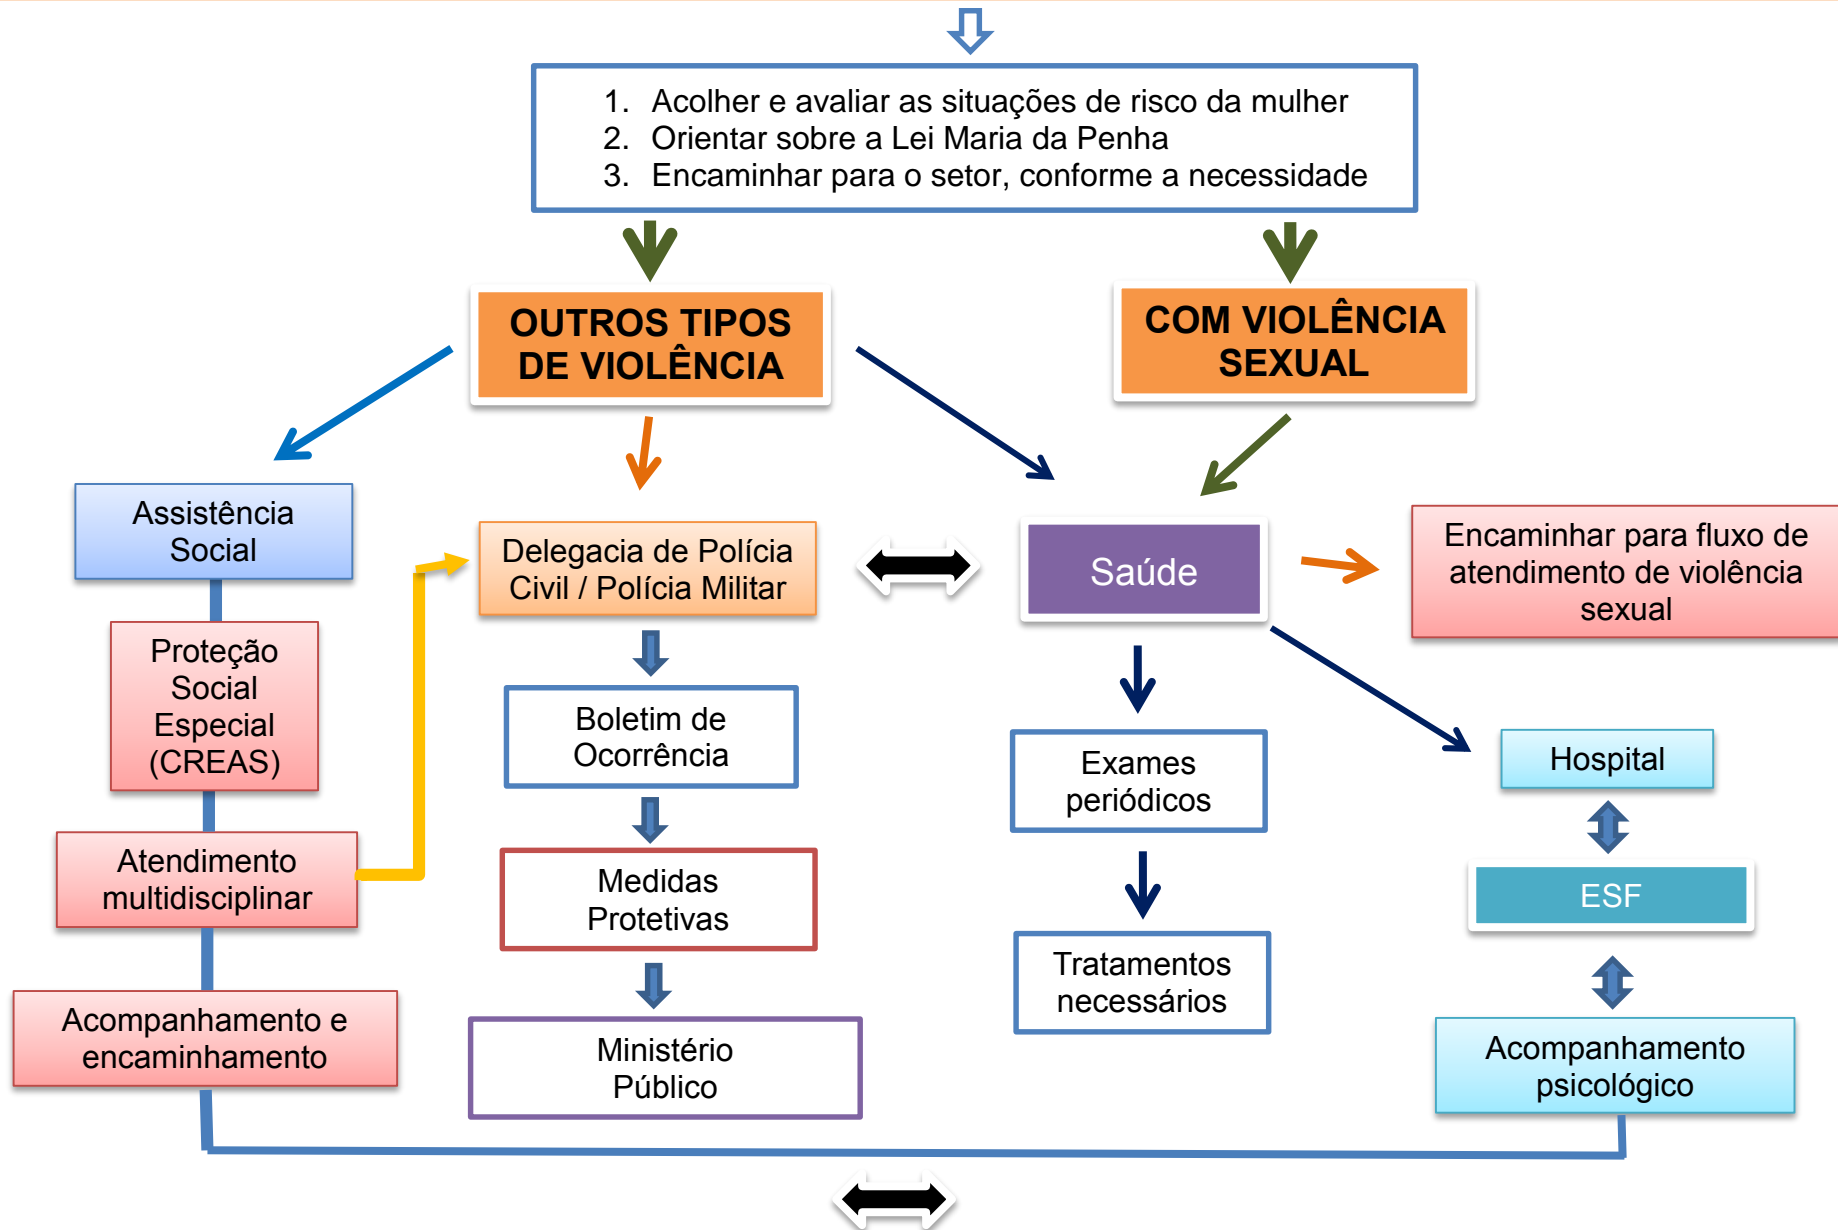 1. Acolher e avaliar as situações de risco da mulher
2. Orientar sobre a Lei Maria da Penha
3. Encaminhar para o setor, conforme a necessidade
OUTROS TIPOS
DE VIOLÊNCIA
COM VIOLÊNCIA
SEXUAL
Assistência
Social
Delegacia de Polícia
Civil / Polícia Militar
Saúde
Encaminhar para fluxo de
atendimento de violência
sexual
Proteção
Social
Especial
(CREAS)
Boletim de
Ocorrência
Exames
periódicos
Hospital
Atendimento
multidisciplinar
Medidas
Protetivas
ESF
Tratamentos
necessários
Acompanhamento e
encaminhamento
Ministério
Público
Acompanhamento
psicológico